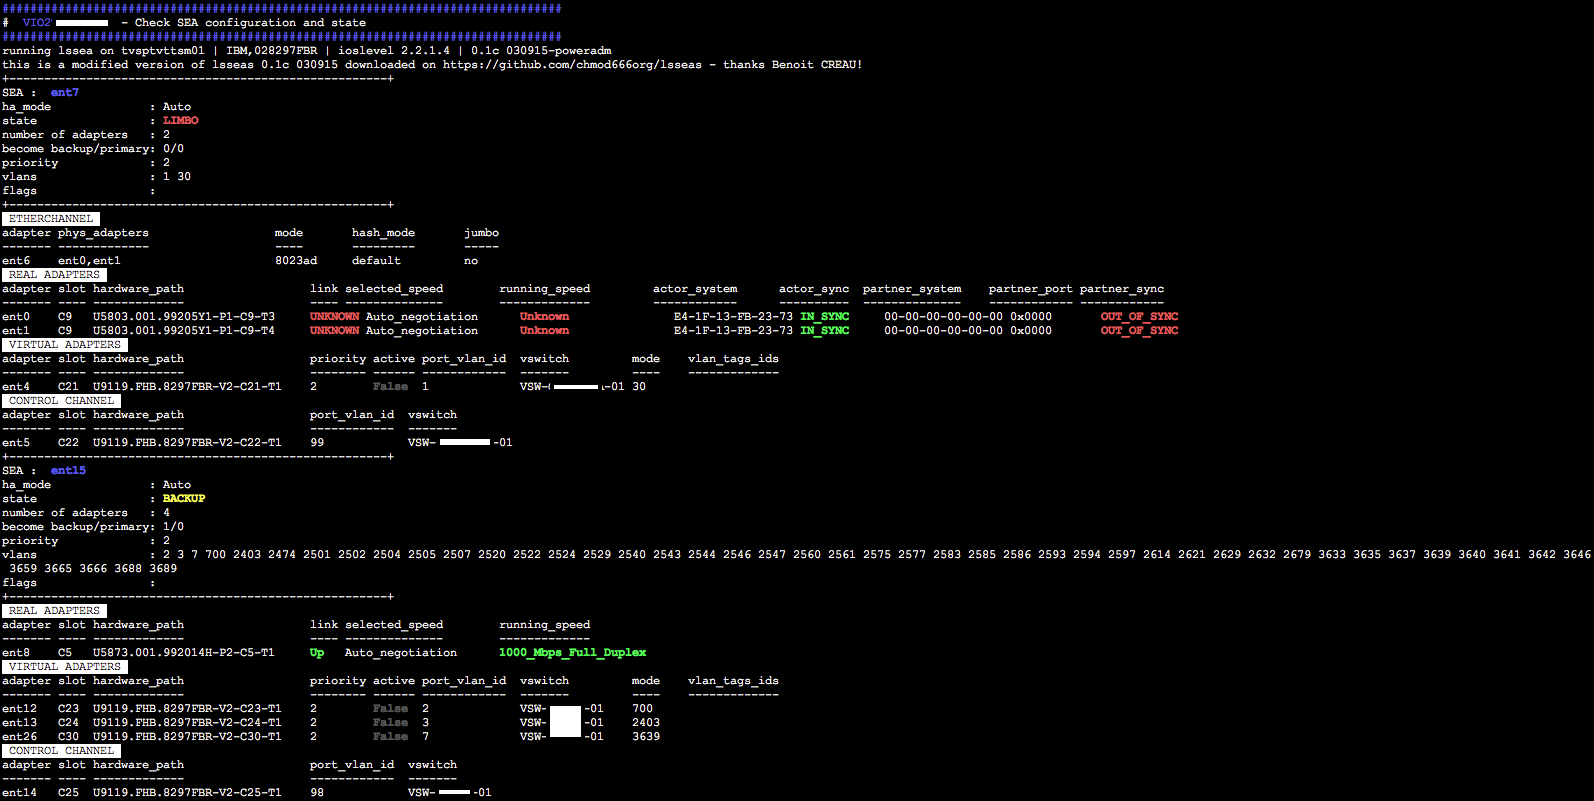 ################################################################################
# VIO2 - Check SEA configuration and state
################################################################################
running lssea on tvsptvttsm01 | IBM,028297FBR | ioslevel 2.2.1.4 | 0.1c 030915-poweradm
this is a modified version of lsseas 0.1c 030915 downloaded on https://github.com/chmod666org/lsseas - thanks Benoit CREAU!
+------------------------------------------------------+
SEA : ent7
ha_mode : Auto
state : LIMBO
number of adapters : 2
become backup/primary: 0/0
priority : 2
vlans : 1 30
flags :
+------------------------------------------------------+
ETHERCHANNEL
adapter phys_adapters mode hash_mode jumbo
------- ------------- ---- --------- -----
ent6 ent0,ent1 8023ad default no
REAL ADAPTERS
adapter slot hardware_path link selected_speed running_speed actor_system actor_sync partner_system partner_port partner_sync
------- ---- ------------- ---- -------------- ------------- ------------ ---------- -------------- ------------ ------------
ent0 C9 U5803.001.99205Y1-P1-C9-T3 UNKNOWN Auto_negotiation Unknown E4-1F-13-FB-23-73 IN_SYNC 00-00-00-00-00-00 0x0000 OUT_OF_SYNC
ent1 C9 U5803.001.99205Y1-P1-C9-T4 UNKNOWN Auto_negotiation Unknown E4-1F-13-FB-23-73 IN_SYNC 00-00-00-00-00-00 0x0000 OUT_OF_SYNC
VIRTUAL ADAPTERS
adapter slot hardware_path priority active port_vlan_id vswitch mode vlan_tags_ids
------- ---- ------------- -------- ------ ------------ ------- ---- -------------
ent4 C21 U9119.FHB.8297FBR-V2-C21-T1 2 False 1 VSW- -01 30
CONTROL CHANNEL
adapter slot hardware_path port_vlan_id vswitch
------- ---- ------------- ------------ -------
ent5 C22 U9119.FHB.8297FBR-V2-C22-T1 99 VSW- -01
+------------------------------------------------------+
SEA : ent15
ha_mode : Auto
state : BACKUP
number of adapters : 4
become backup/primary: 1/0
priority : 2
vlans : 2 3 7 700 2403 2474 2501 2502 2504 2505 2507 2520 2522 2524 2529 2540 2543 2544 2546 2547 2560 2561 2575 2577 2583 2585 2586 2593 2594 2597 2614 2621 2629 2632 2679 3633 3635 3637 3639 3640 3641 3642 3646
3659 3665 3666 3688 3689
flags :
+------------------------------------------------------+
REAL ADAPTERS
adapter slot hardware_path link selected_speed running_speed
------- ---- ------------- ---- -------------- -------------
ent8 C5 U5873.001.992014H-P2-C5-T1 Up Auto_negotiation 1000_Mbps_Full_Duplex
VIRTUAL ADAPTERS
adapter slot hardware_path priority active port_vlan_id vswitch mode vlan_tags_ids
------- ---- ------------- -------- ------ ------------ ------- ---- -------------
ent12 C23 U9119.FHB.8297FBR-V2-C23-T1 2 False 2 VSW- -01 700
ent13 C24 U9119.FHB.8297FBR-V2-C24-T1 2 False 3 VSW- -01 2403
ent26 C30 U9119.FHB.8297FBR-V2-C30-T1 2 False 7 VSW- -01 3639
CONTROL CHANNEL
adapter slot hardware_path port_vlan_id vswitch
------- ---- ------------- ------------ -------
ent14 C25 U9119.FHB.8297FBR-V2-C25-T1 98 VSW- -01